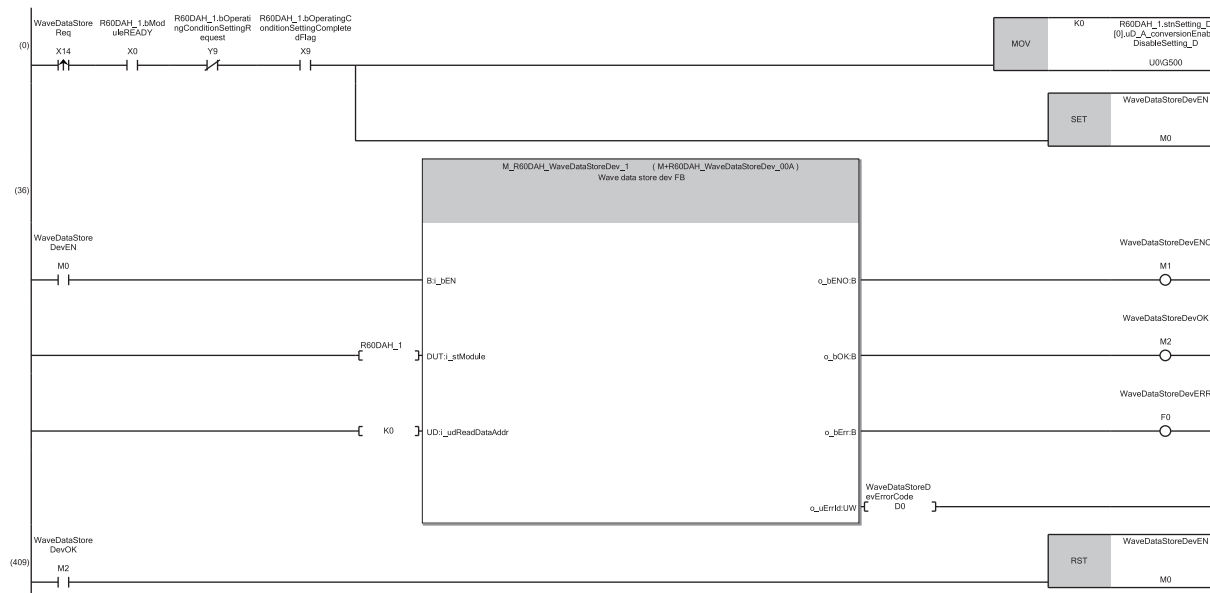 WaveDataStore
Req
R60DAH_1.bMod
uleREADY
R60DAH_1.bOperati
ngConditionSettingR
equest
R60DAH_1.bOperatingC
onditionSettingComplete
dFlag
(0)
X14
X0
Y9
X9
MOV
K0
R60DAH_1.stnSetting_D
[0].uD_A_conversionEnab
DisableSetting_D
U0\G500
SET
WaveDataStoreDevEN
M0
(36)
M_R60DAH_WaveDataStoreDev_1 ( M+R60DAH_WaveDataStoreDev_00A )
Wave data store dev FB
WaveDataStore
DevEN
M0
B:i_bEN
o_bENO:B
WaveDataStoreDevENO
M1
R60DAH_1
DUT:i_stModule
o_bOK:B
WaveDataStoreDevOK
M2
K0
UD:i_udReadDataAddr
o_bErr:B
WaveDataStoreDevERR
F0
o_uErrId:UW
WaveDataStoreD
evErrorCode
D0
(409)
WaveDataStore
DevOK
M2
RST
WaveDataStoreDevEN
M0